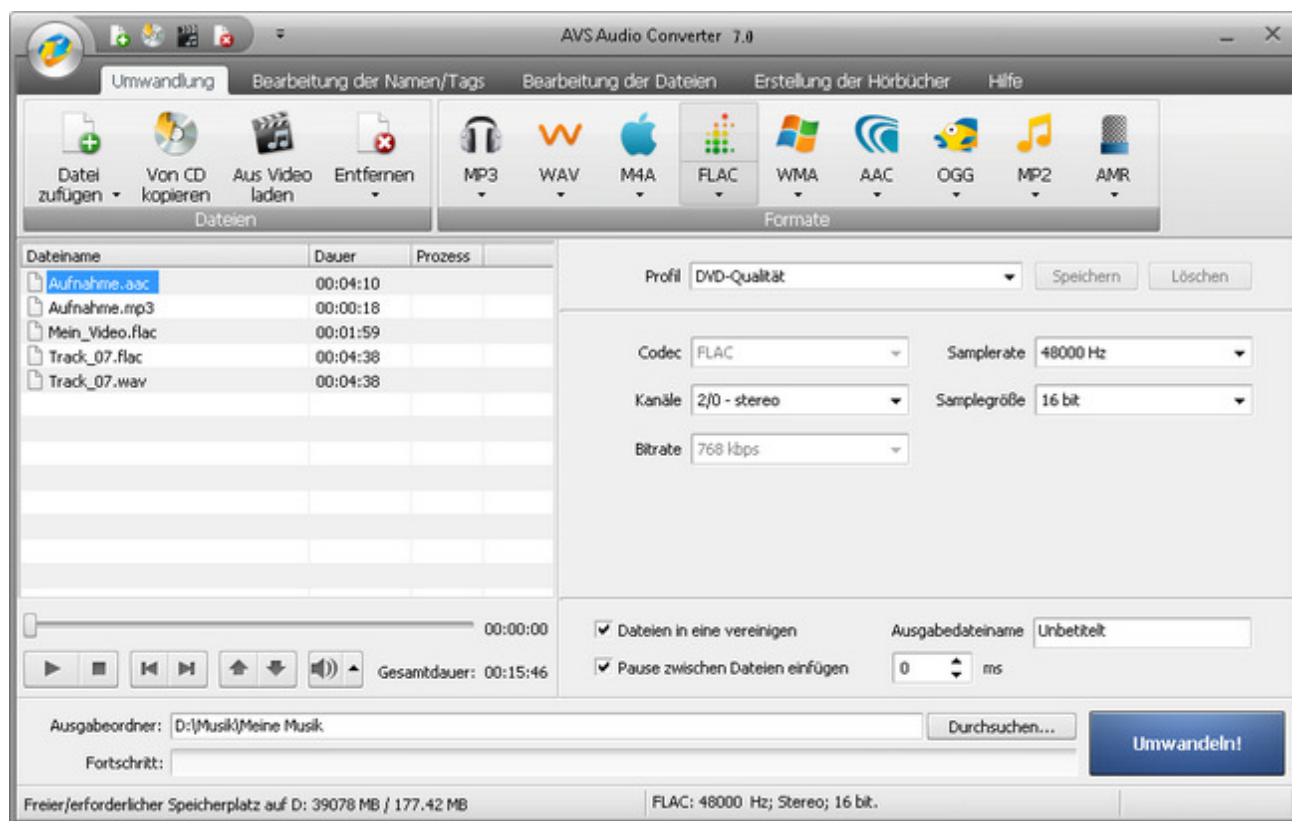 AVS Audio Converter 7.0
Umwandlung Bearbeitung der Namen/Tags Bearbeitung der Dateien Erstellung der Hörbücher Hilfe
Datei zufügen
Von CD kopieren
Aus Video laden
Entfernen
MP3 WAV M4A FLAC WMA AAC OGG MP2 AMR
Dateien
Formate
Dateiname Dauer Prozess
Aufnahme.aac 00:04:10
Aufnahme.mp3 00:00:18
Mein_Video.flac 00:01:59
Track_07.flac 00:04:38
Track_07.wav 00:04:38
Profil DVD-Qualität Speichern Löschen
Codec FLAC Samplerate 48000 Hz
Kanäle 2/0 - stereo Samplegröße 16 bit
Bitrate 768 kbps
00:00:00
Gesamtdauer: 00:15:46
Dateien in eine vereinigen Ausgabedateiname Unbetitelt
Pause zwischen Dateien einfügen 0 ms
Ausgabeordner: D:\Musik\Meine Musik Durchsuchen...
Fortschritt:
Umwandeln!
Freier/erforderlicher Speicherplatz auf D: 39078 MB / 177.42 MB
FLAC: 48000 Hz; Stereo; 16 bit.